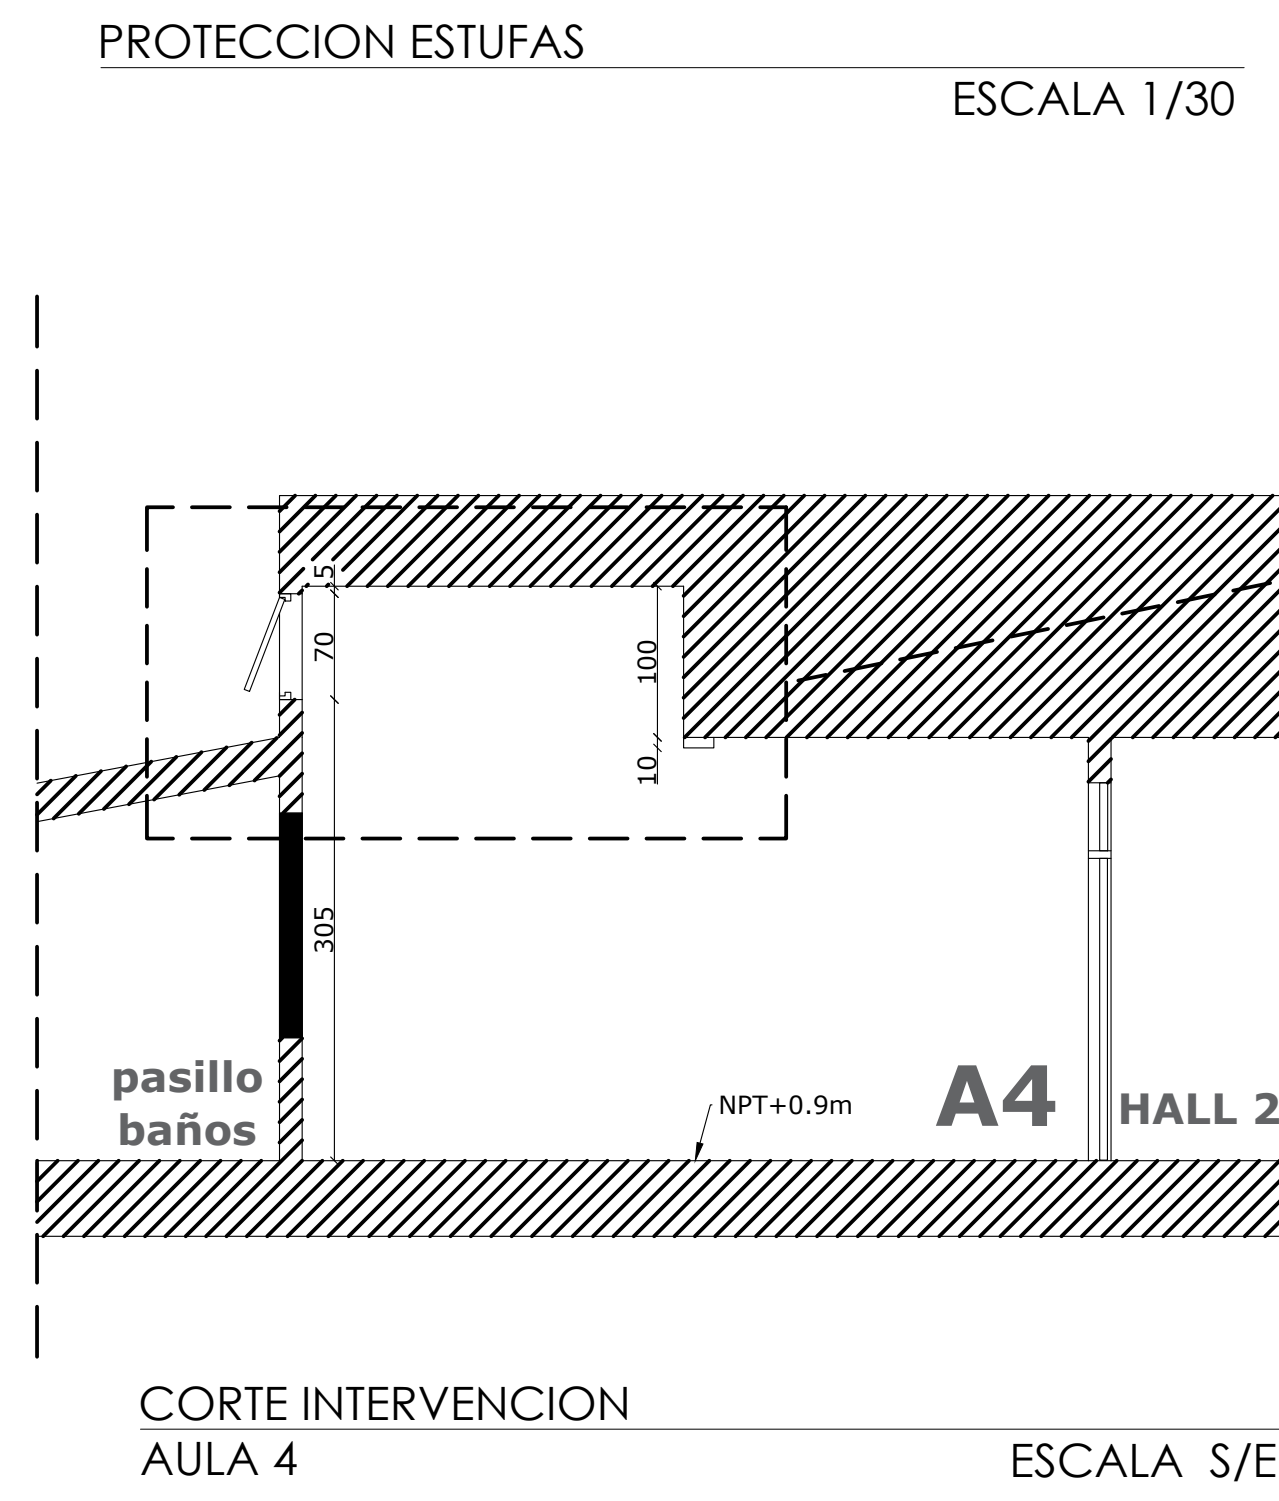 PROTECCION ESTUFAS
ESCALA 1/30
5
70
100
10
305
pasillo
baños
NPT+0.9m
A4
HALL 2
CORTE INTERVENCION
AULA 4
ESCALA S/E